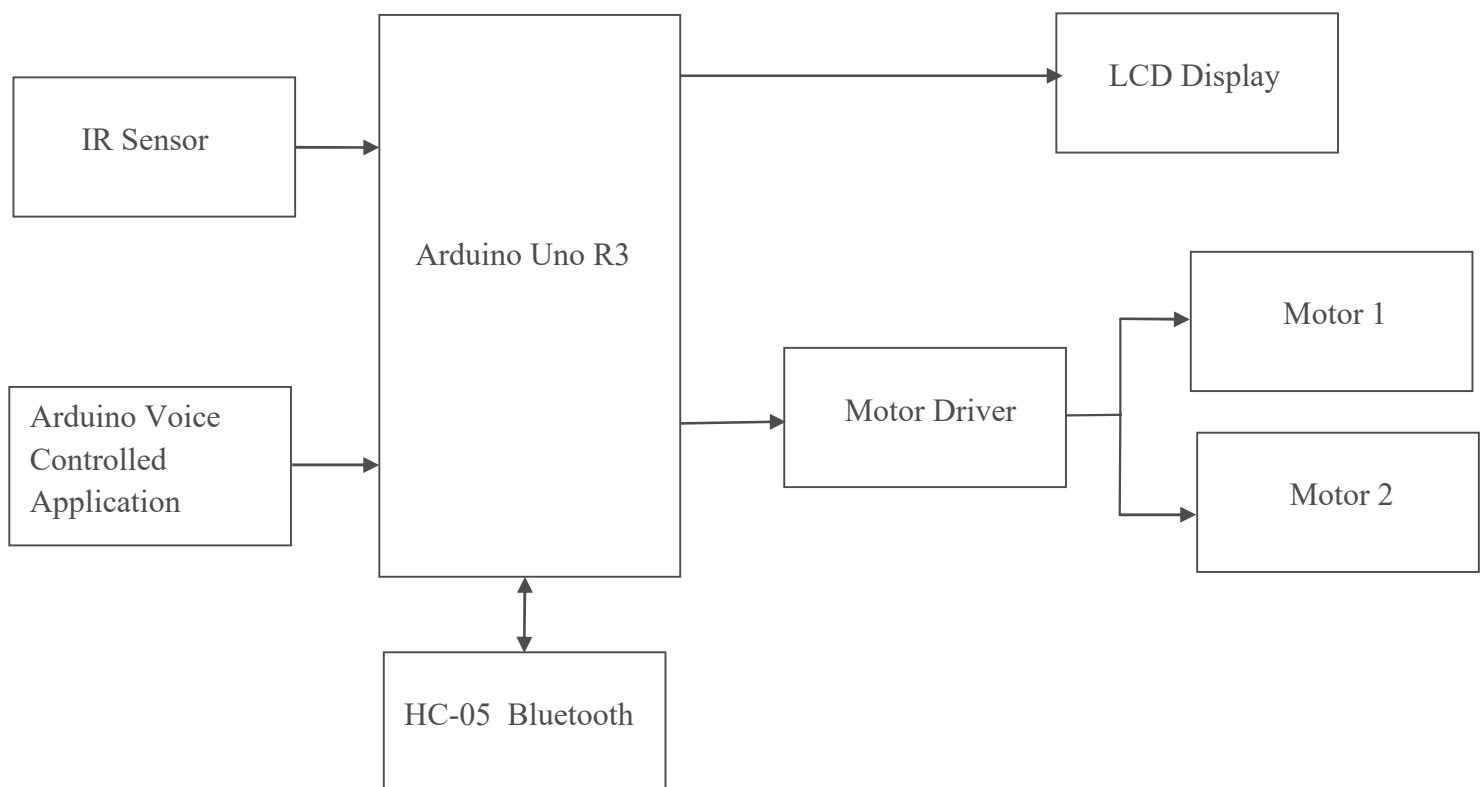 LCD Display
IR Sensor
Arduino Uno R3
Motor 1
Arduino Voice
Controlled
Application
Motor Driver
Motor 2
HC-05  Bluetooth